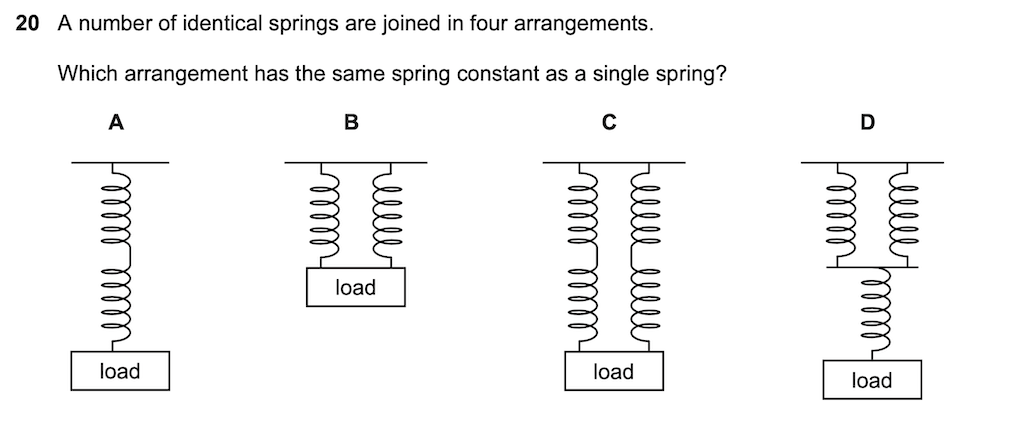 20 A number of identical springs are joined in four arrangements.
Which arrangement has the same spring constant as a single spring?
A B C D
load
load
load
load